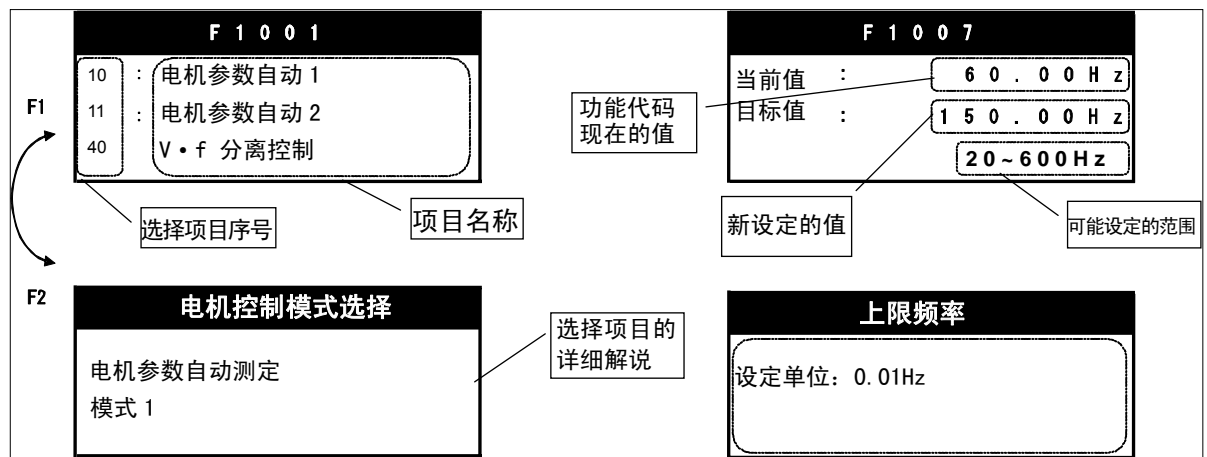 F1001
10 : 电机参数自动 1
11 : 电机参数自动 2
40 V•f 分离控制
F1
选择项目序号
项目名称
F1007
当前值 : 60.00Hz
目标值 : 150.00Hz
20~600Hz
功能代码
现在的值
新设定的值
可能设定的范围
F2
电机控制模式选择
电机参数自动测定
模式 1
选择项目的
详细解说
上限频率
设定单位: 0.01Hz